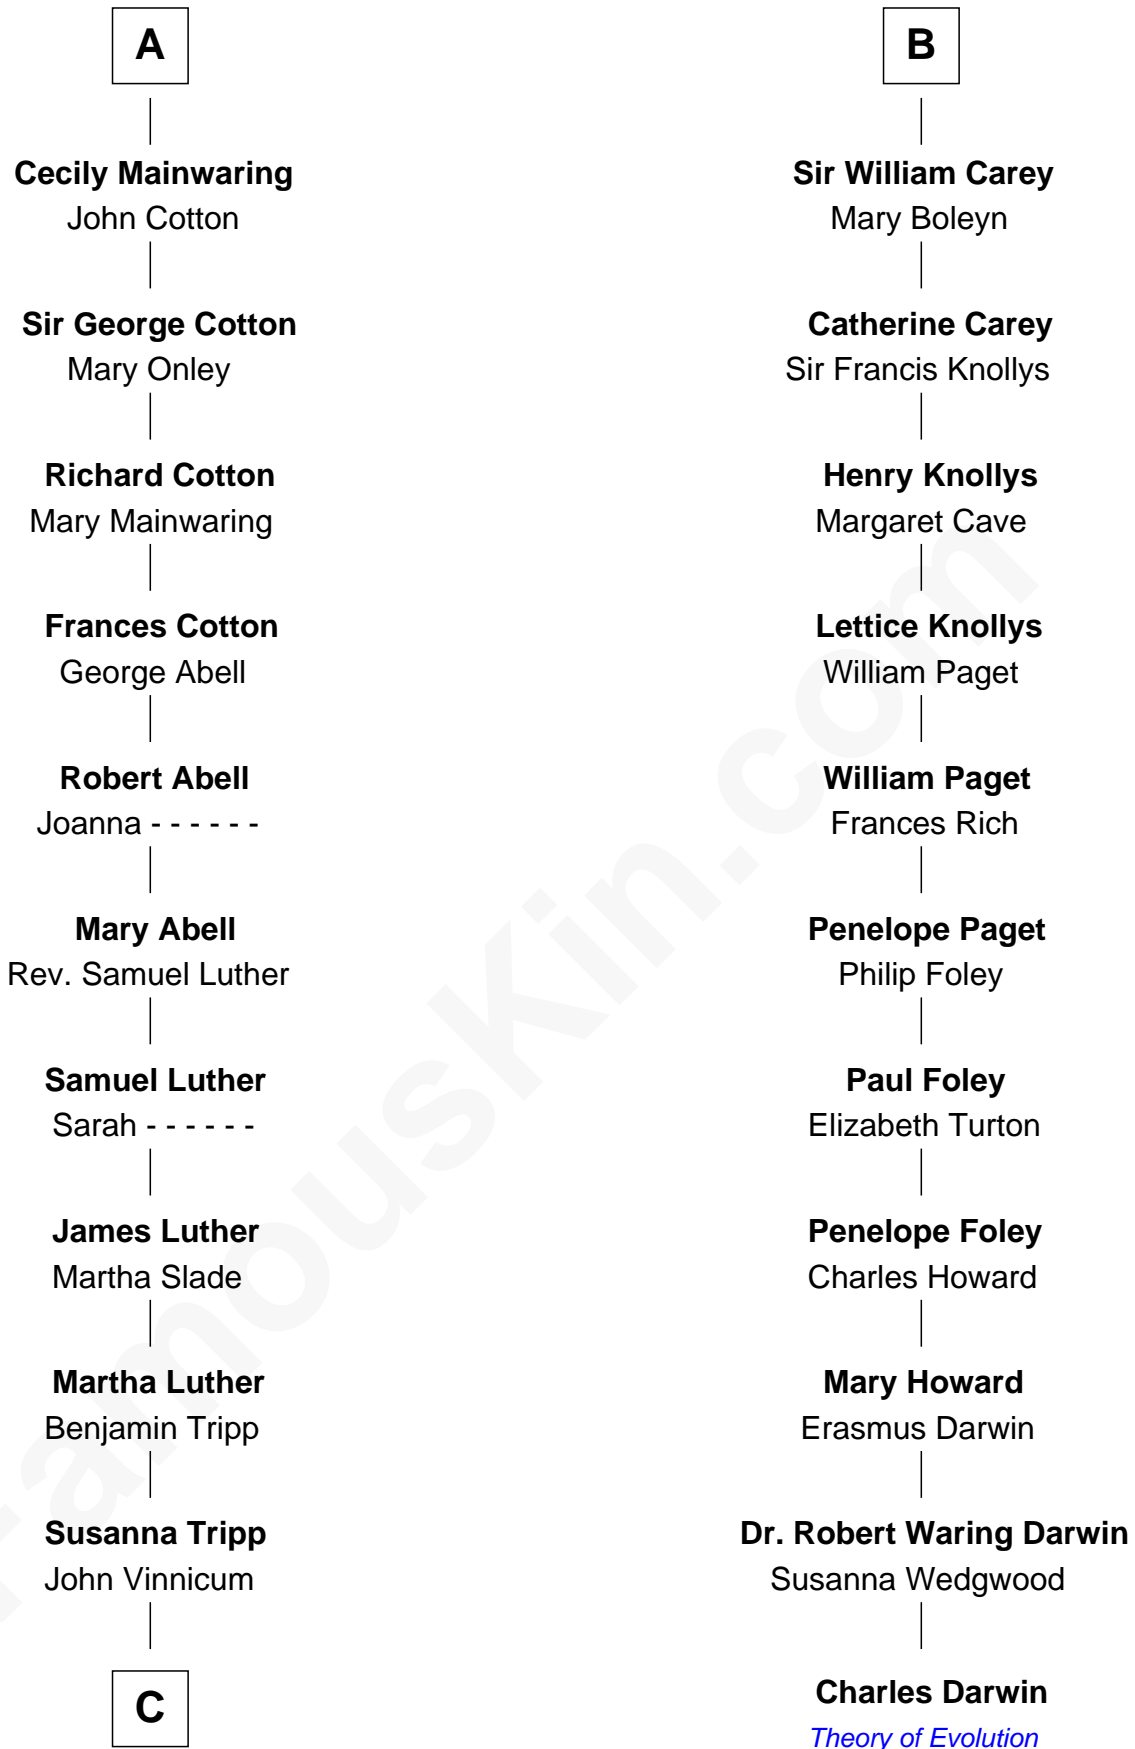 A
Cecily Mainwaring
John Cotton
Sir George Cotton
Mary Onley
Richard Cotton
Mary Mainwaring
Frances Cotton
George Abell
Robert Abell
Joanna - - - - - -
Mary Abell
Rev. Samuel Luther
Samuel Luther
Sarah - - - - - -
James Luther
Martha Slade
Martha Luther
Benjamin Tripp
Susanna Tripp
John Vinnicum
C
B
Sir William Carey
Mary Boleyn
Catherine Carey
Sir Francis Knollys
Henry Knollys
Margaret Cave
Lettice Knollys
William Paget
William Paget
Frances Rich
Penelope Paget
Philip Foley
Paul Foley
Elizabeth Turton
Penelope Foley
Charles Howard
Mary Howard
Erasmus Darwin
Dr. Robert Waring Darwin
Susanna Wedgwood
Charles Darwin
Theory of Evolution
FamousKin.com